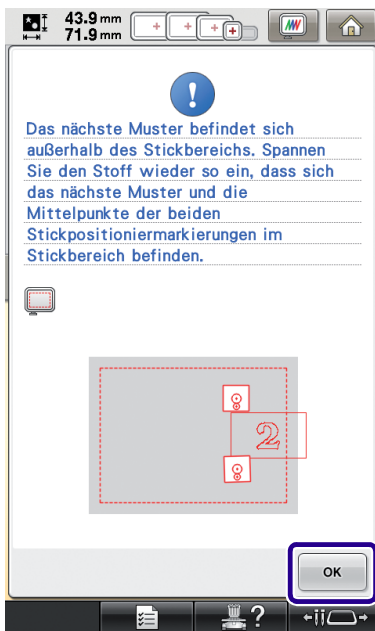 43.9 mm
71.9 mm
Das nächste Muster befindet sich
außerhalb des Stickbereichs. Spannen
Sie den Stoff wieder so ein, dass sich
das nächste Muster und die
Mittelpunkte der beiden
Stickpositioniermarkierungen im
Stickbereich befinden.
2
OK
?